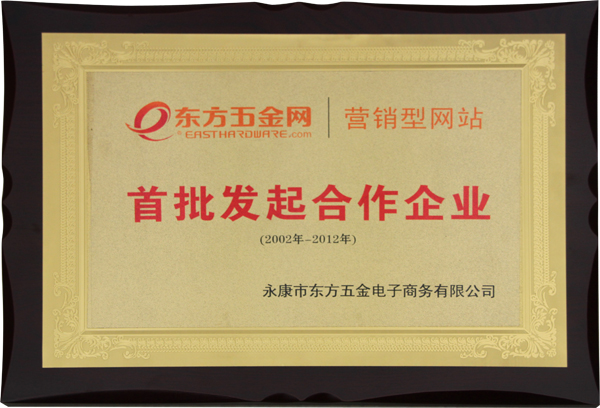 东方五金网 | 营销型网站
®EASTHARDWARE.com
首批发起合作企业
(2002年-2012年)
永康市东方五金电子商务有限公司